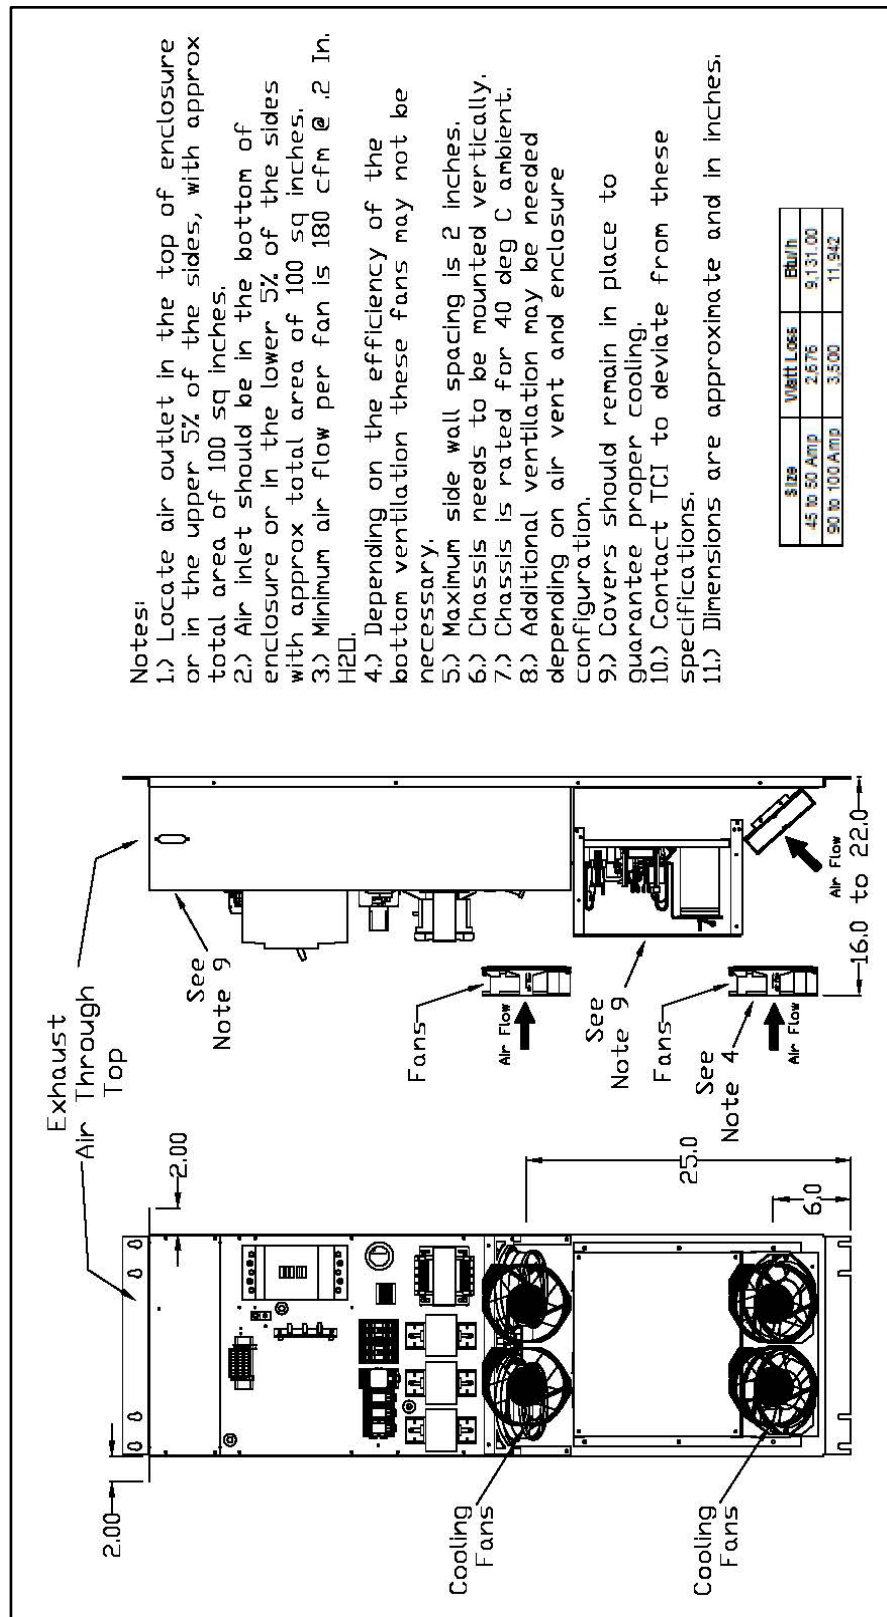 Exhaust
Air Through
Top
2.00
2.00
Cooling
Fans
Cooling
Fans
25.0
6.0
See
Note 9
Fans
Air Flow
See
Note 9
Fans
See
Note 4
Air Flow
Air Flow
16.0 to 22.0
Notes:
1.) Locate air outlet in the top of enclosure
or in the upper 5% of the sides, with approx
total area of 100 sq inches.
2.) Air inlet should be in the bottom of
enclosure or in the lower 5% of the sides
with approx total area of 100 sq inches.
3.) Minimum air flow per fan is 180 cfm @ .2 In.
H2O.
4.) Depending on the efficiency of the
bottom ventilation these fans may not be
necessary.
5.) Maximum side wall spacing is 2 inches.
6.) Chassis needs to be mounted vertically.
7.) Chassis is rated for 40 deg C ambient.
8.) Additional ventilation may be needed
depending on air vent and enclosure
configuration.
9.) Covers should remain in place to
guarantee proper cooling.
10.) Contact TCI to deviate from these
specifications.
11.) Dimensions are approximate and in inches.
Size Watt Loss Btu/h
45 to 50 Amp 2,676 9,131.00
90 to 100 Amp 3,500 11,942